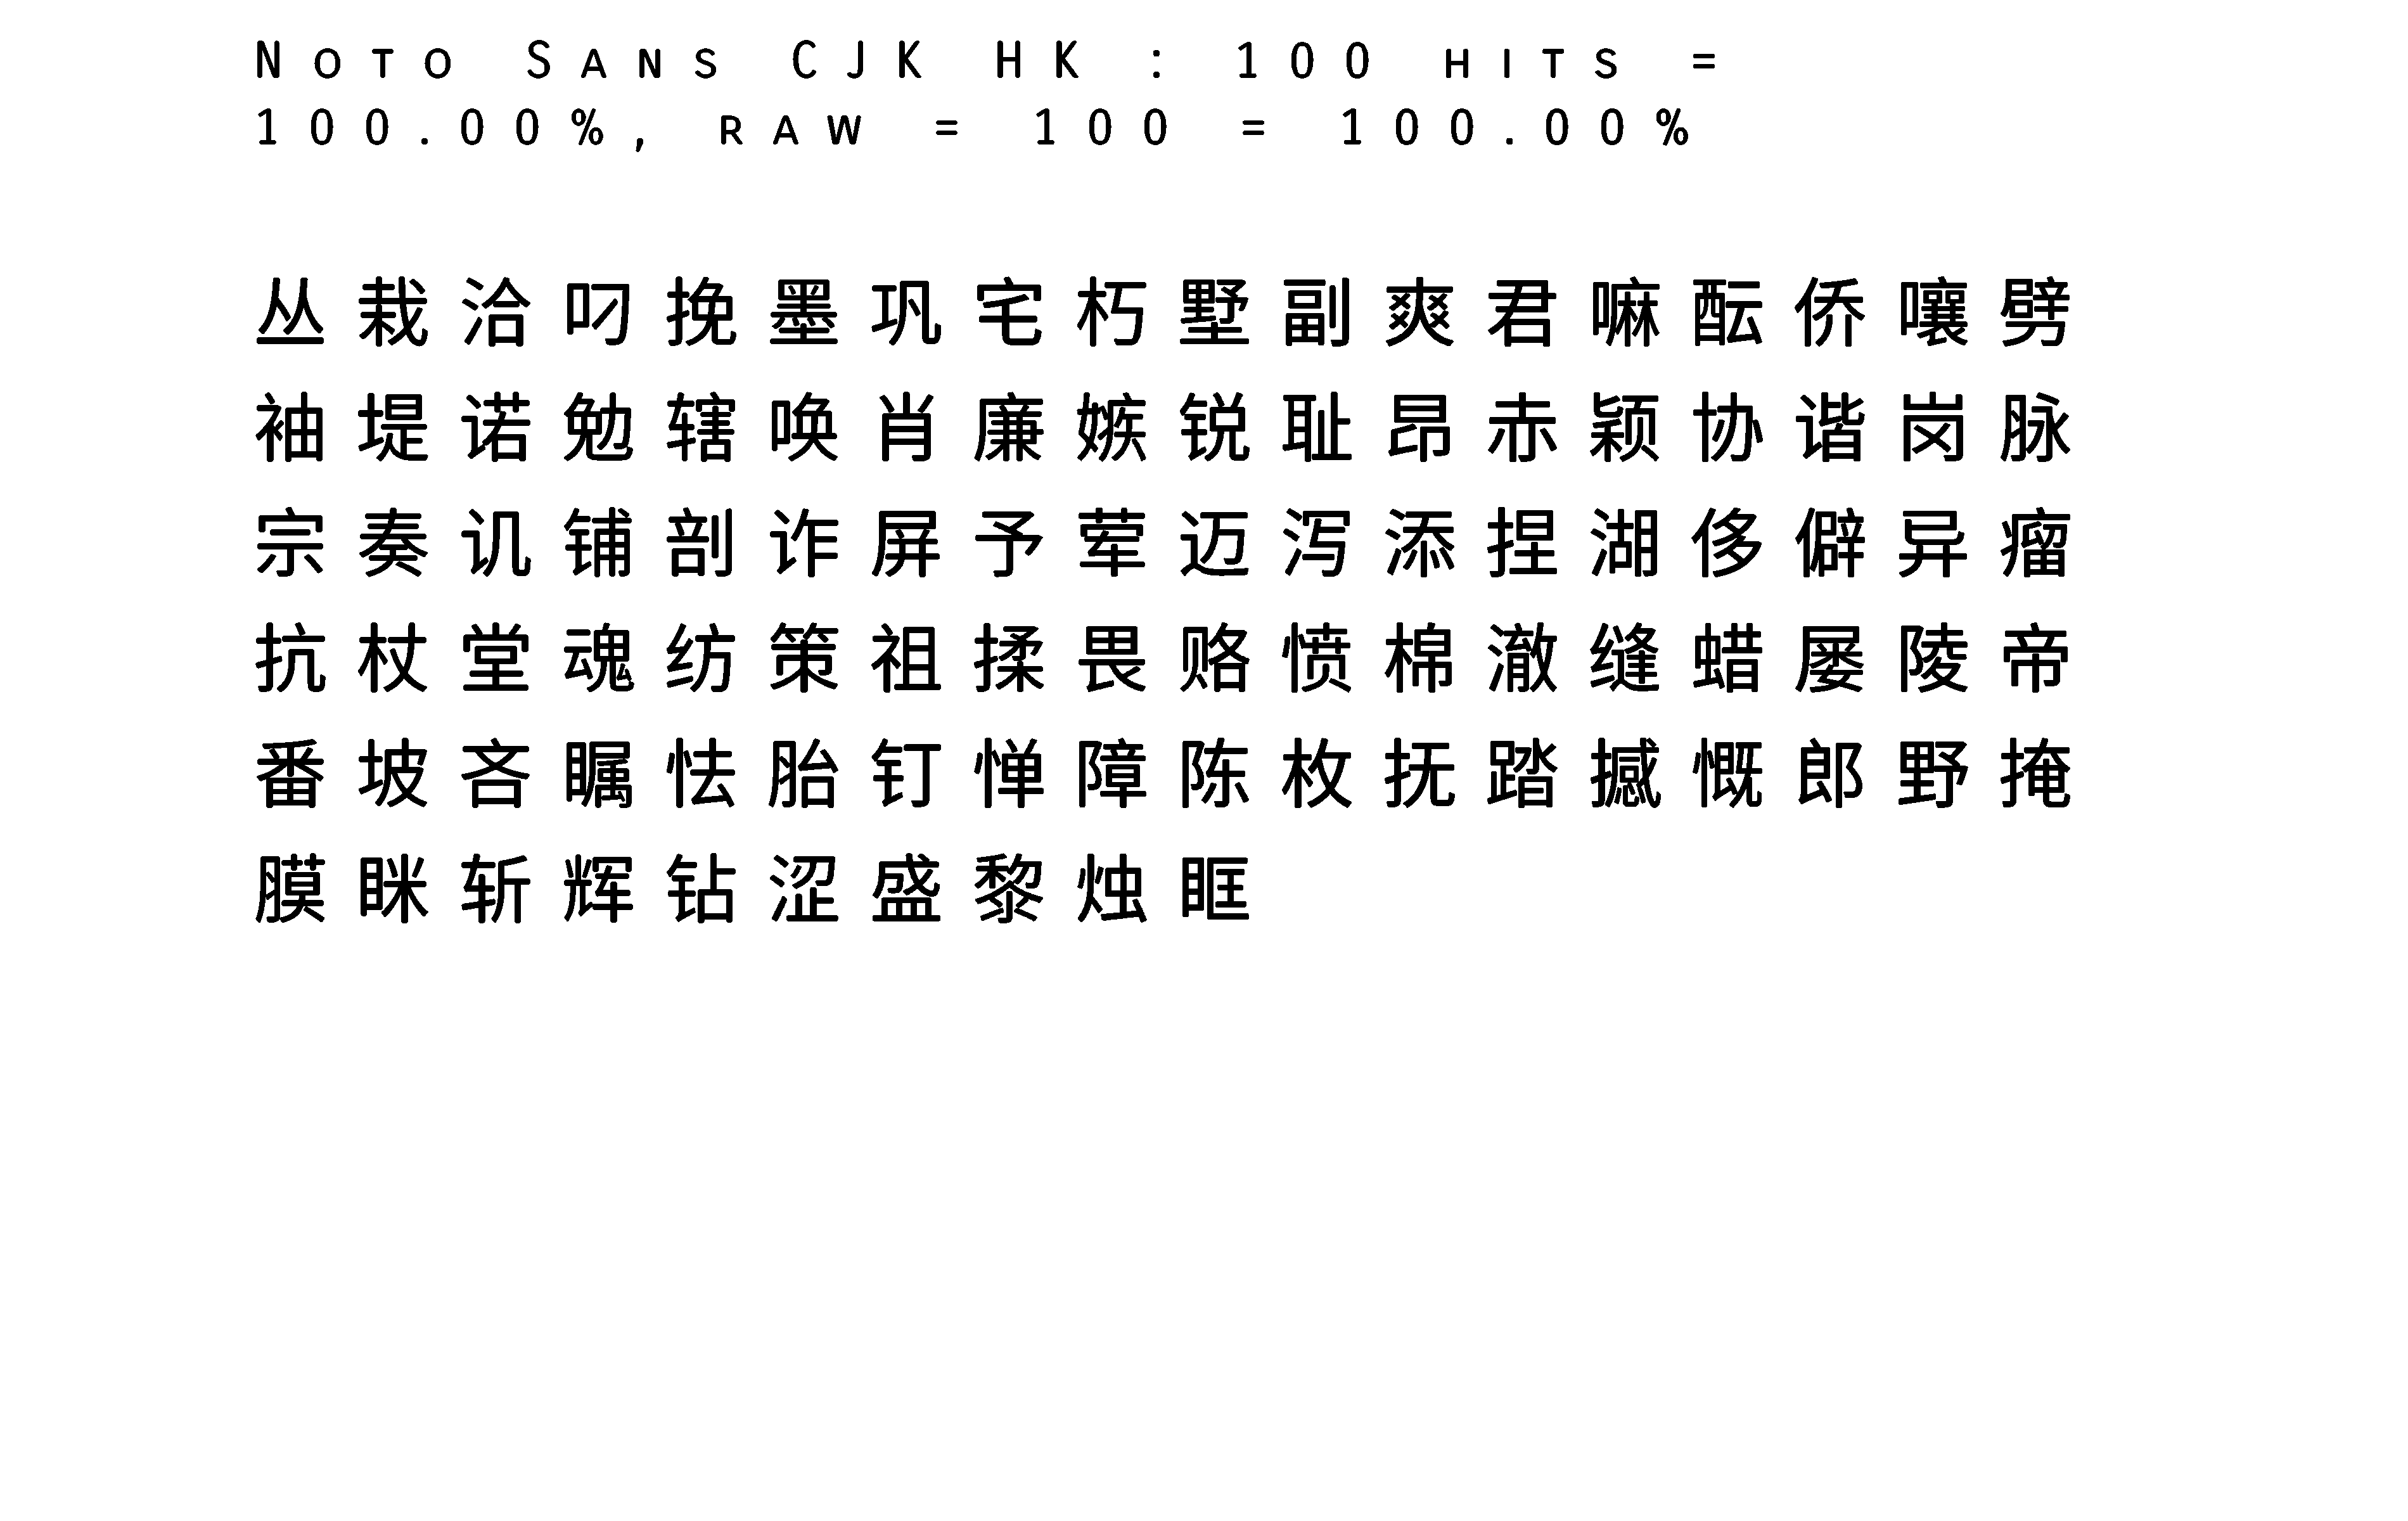 Noto Sans CJK HK : 100 hits =
100.00%, raw = 100 = 100.00%
丛栽洽叼挽墨巩宅朽墅副爽君嘛酝侨嚷劈
袖堤诺勉辖唤肖廉嫉锐耻昂赤颖协谐岗脉
宗奏讥铺剖诈屏予荤迈泻添捏湖侈僻异瘤
抗杖堂魂纺策祖揉畏赂愤棉澈缝蜡屡陵帝
番坡吝瞩怯胎钉惮障陈枚抚踏撼慨郎野掩
膜眯斩辉钻涩盛黎烛眶